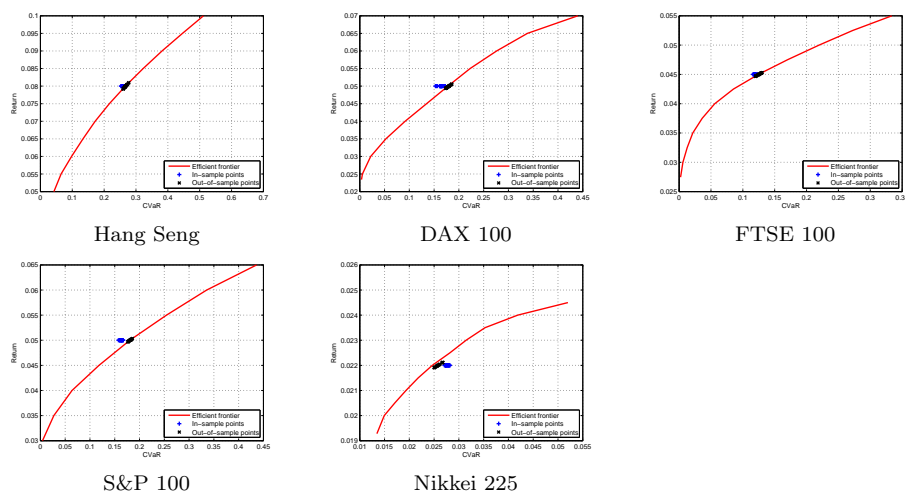 0.1
0.095
0.09
0.085
0.08
0.075
0.07
0.065
0.06
0.055
0.05
Return
0 0.1 0.2 0.3 0.4 0.5 0.6 0.7
CVaR
Efficient frontier
In-sample points
Out-of-sample points
Hang Seng
0.07
0.065
0.06
0.055
0.05
0.045
0.04
0.035
0.03
0.025
0.02
Return
0 0.05 0.1 0.15 0.2 0.25 0.3 0.35 0.4 0.45
CVaR
Efficient frontier
In-sample points
Out-of-sample points
DAX 100
0.055
0.05
0.045
0.04
0.035
0.03
0.025
Return
0 0.05 0.1 0.15 0.2 0.25 0.3 0.35
CVaR
Efficient frontier
In-sample points
Out-of-sample points
FTSE 100
0.065
0.06
0.055
0.05
0.045
0.04
0.035
0.03
Return
0 0.05 0.1 0.15 0.2 0.25 0.3 0.35 0.4 0.45
CVaR
Efficient frontier
In-sample points
Out-of-sample points
S&P 100
0.026
0.025
0.024
0.023
0.022
0.021
0.02
0.019
Return
0.01 0.015 0.02 0.025 0.03 0.035 0.04 0.045 0.05 0.055
CVaR
Efficient frontier
In-sample points
Out-of-sample points
Nikkei 225